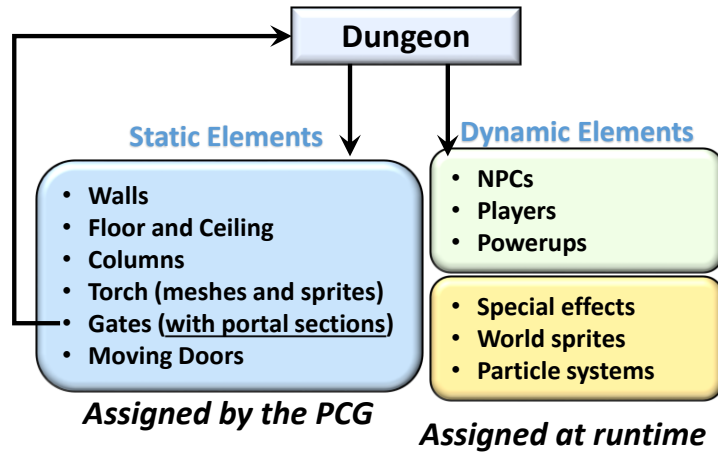 Dungeon
Static Elements
• Walls
• Floor and Ceiling
• Columns
• Torch (meshes and sprites)
• Gates (with portal sections)
• Moving Doors
Assigned by the PCG
Dynamic Elements
• NPCs
• Players
• Powerups
• Special effects
• World sprites
• Particle systems
Assigned at runtime